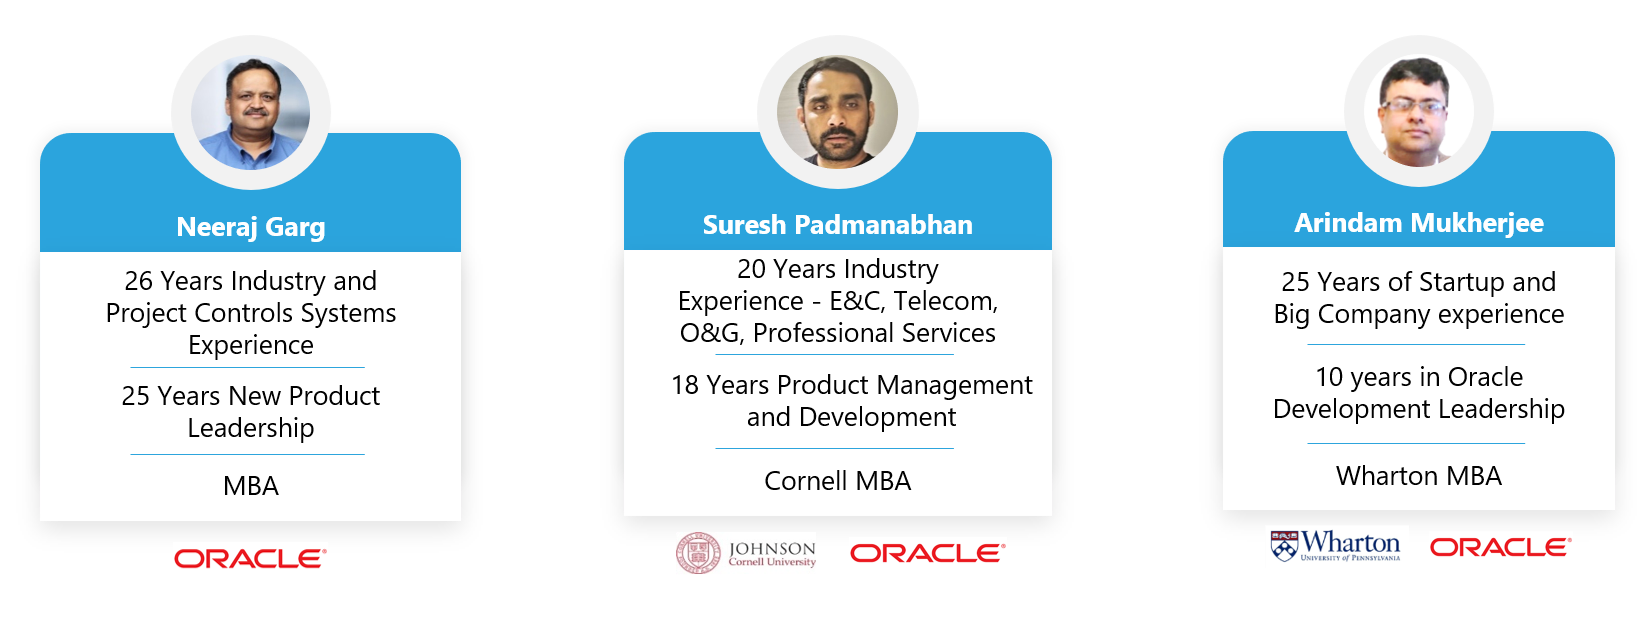 Neeraj Garg
26 Years Industry and
Project Controls Systems
Experience
25 Years New Product
Leadership
MBA
ORACLE®
Suresh Padmanabhan
20 Years Industry
Experience - E&C, Telecom,
O&G, Professional Services
18 Years Product Management
and Development
Cornell MBA
JOHNSON
Cornell University
ORACLE®
Arindam Mukherjee
25 Years of Startup and
Big Company experience
10 years in Oracle
Development Leadership
Wharton MBA
Wharton
UNIVERSITY OF PENNSYLVANIA
ORACLE®